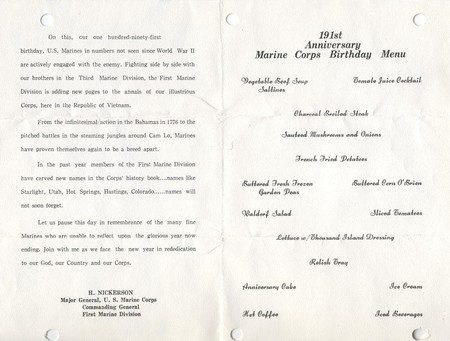 On this, our one hundred-ninety-first
birthday, U.S. Marines in numbers not seen since World War II
are actively engaged with the enemy. Fighting side by side with
our brothers in the Third Marine Division, the First Marine
Division is adding new pages to the annals of our illustrious
Corps, here in the Republic of Vietnam.
From the infinitesimal action in the Bahamas in 1776 to the
pitched battles in the steaming jungles around Cam Lo, Marines
have proven themselves again to be a breed apart.
In the past year members of the First Marine Division
have carved new names in the Corps' history book....names like
Starlight, Utah, Hot Springs, Hastings, Colorado......names will
not soon forget.
Let us pause this day in remembrance of the many fine
Marines who are unable to reflect upon the glorious year now
ending. Join with me as we face the new year in rededication
to our God, our Country and our Corps.
H. NICKERSON
Major General, U. S. Marine Corps
Commanding General
First Marine Division
191st
Anniversary
Marine Corps Birthday Menu
Vegetable Beef Soup Tomato Juice Cocktail
Saltines
Charcoal Broiled Steak
Sauteed Mushrooms and Onions
French Fried Potatoes
Buttered Fresh Frozen Buttered Corn O'Brien
Garden Peas
Waldorf Salad Sliced Tomatoes
Lettuce w/Thousand Island Dressing
Relish Tray
Anniversary Cake Ice Cream
Hot Coffee Iced Beverages